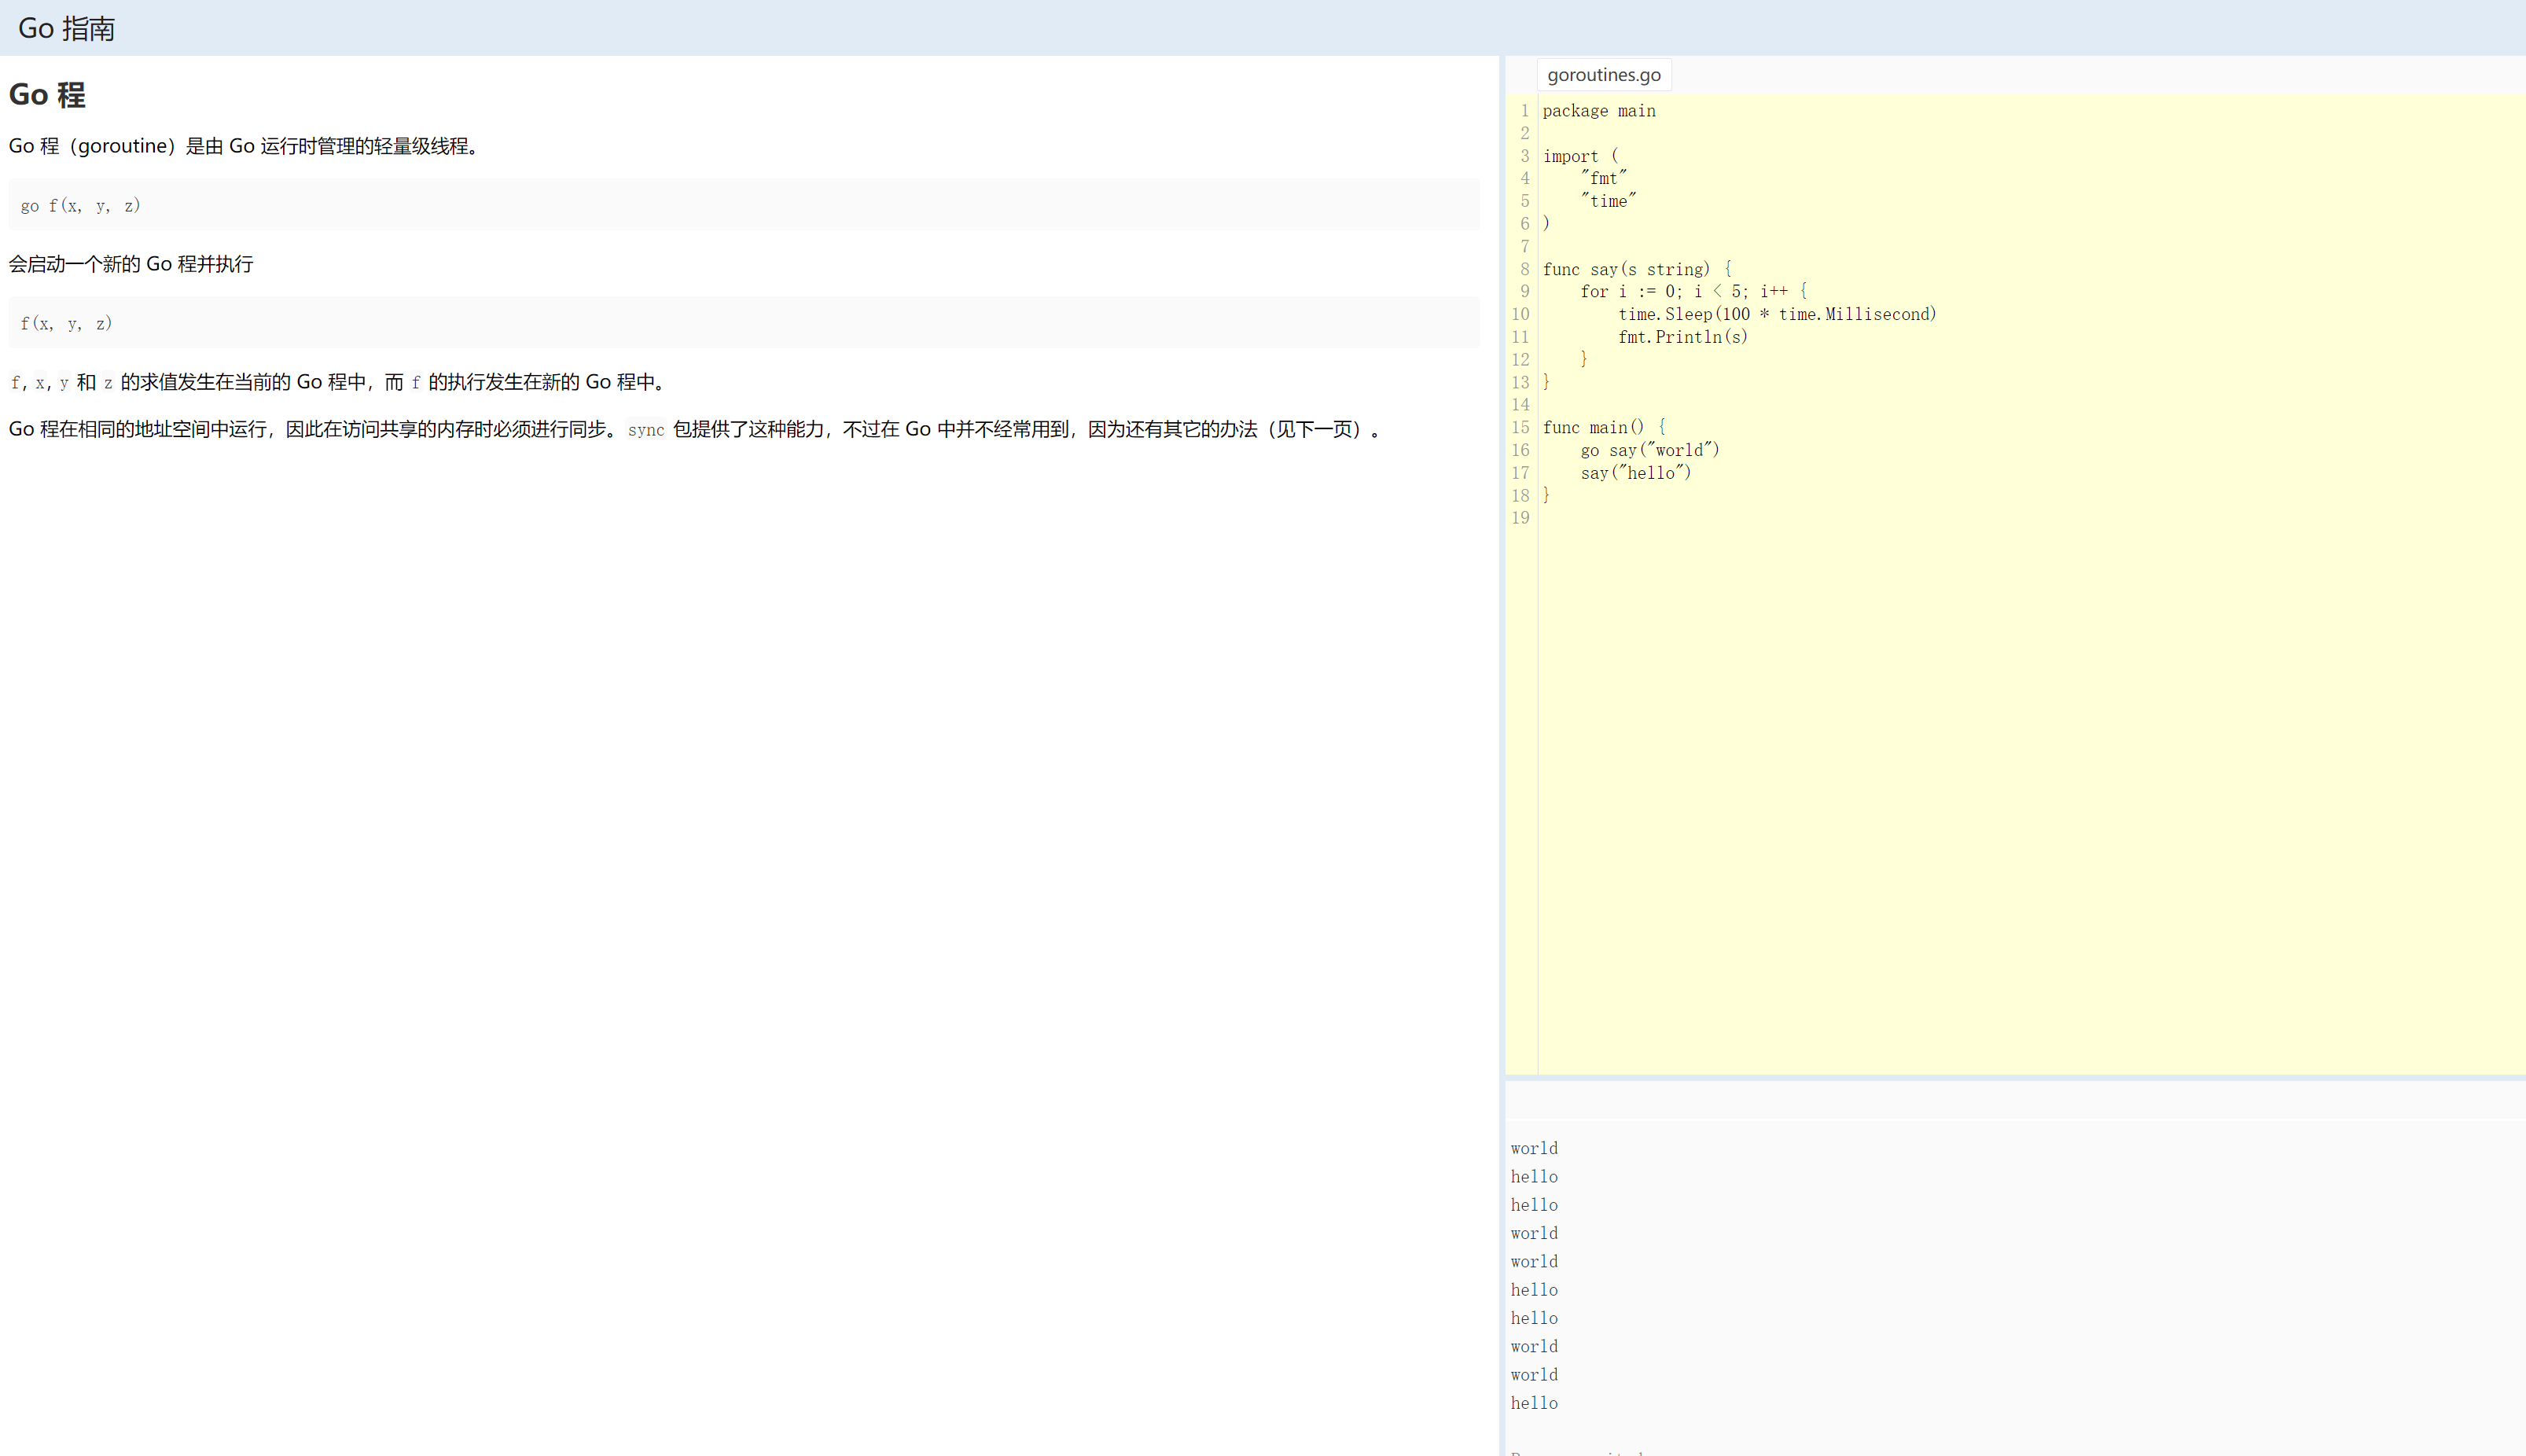 Go 指南
Go 程
Go 程（goroutine）是由 Go 运行时管理的轻量级线程。
go f(x, y, z)
会启动一个新的 Go 程并执行
f(x, y, z)
f, x, y 和 z 的求值发生在当前的 Go 程中，而 f 的执行发生在新的 Go 程中。
Go 程在相同的地址空间中运行，因此在访问共享的内存时必须进行同步。sync 包提供了这种能力，不过在 Go 中并不经常用到，因为还有其它的办法（见下一页）。
goroutines.go
1 package main
2
3 import (
4     "fmt"
5     "time"
6 )
7
8 func say(s string) {
9     for i := 0; i < 5; i++ {
10         time.Sleep(100 * time.Millisecond)
11         fmt.Println(s)
12     }
13 }
14
15 func main() {
16     go say("world")
17     say("hello")
18 }
19
world
hello
hello
world
world
hello
hello
world
world
hello